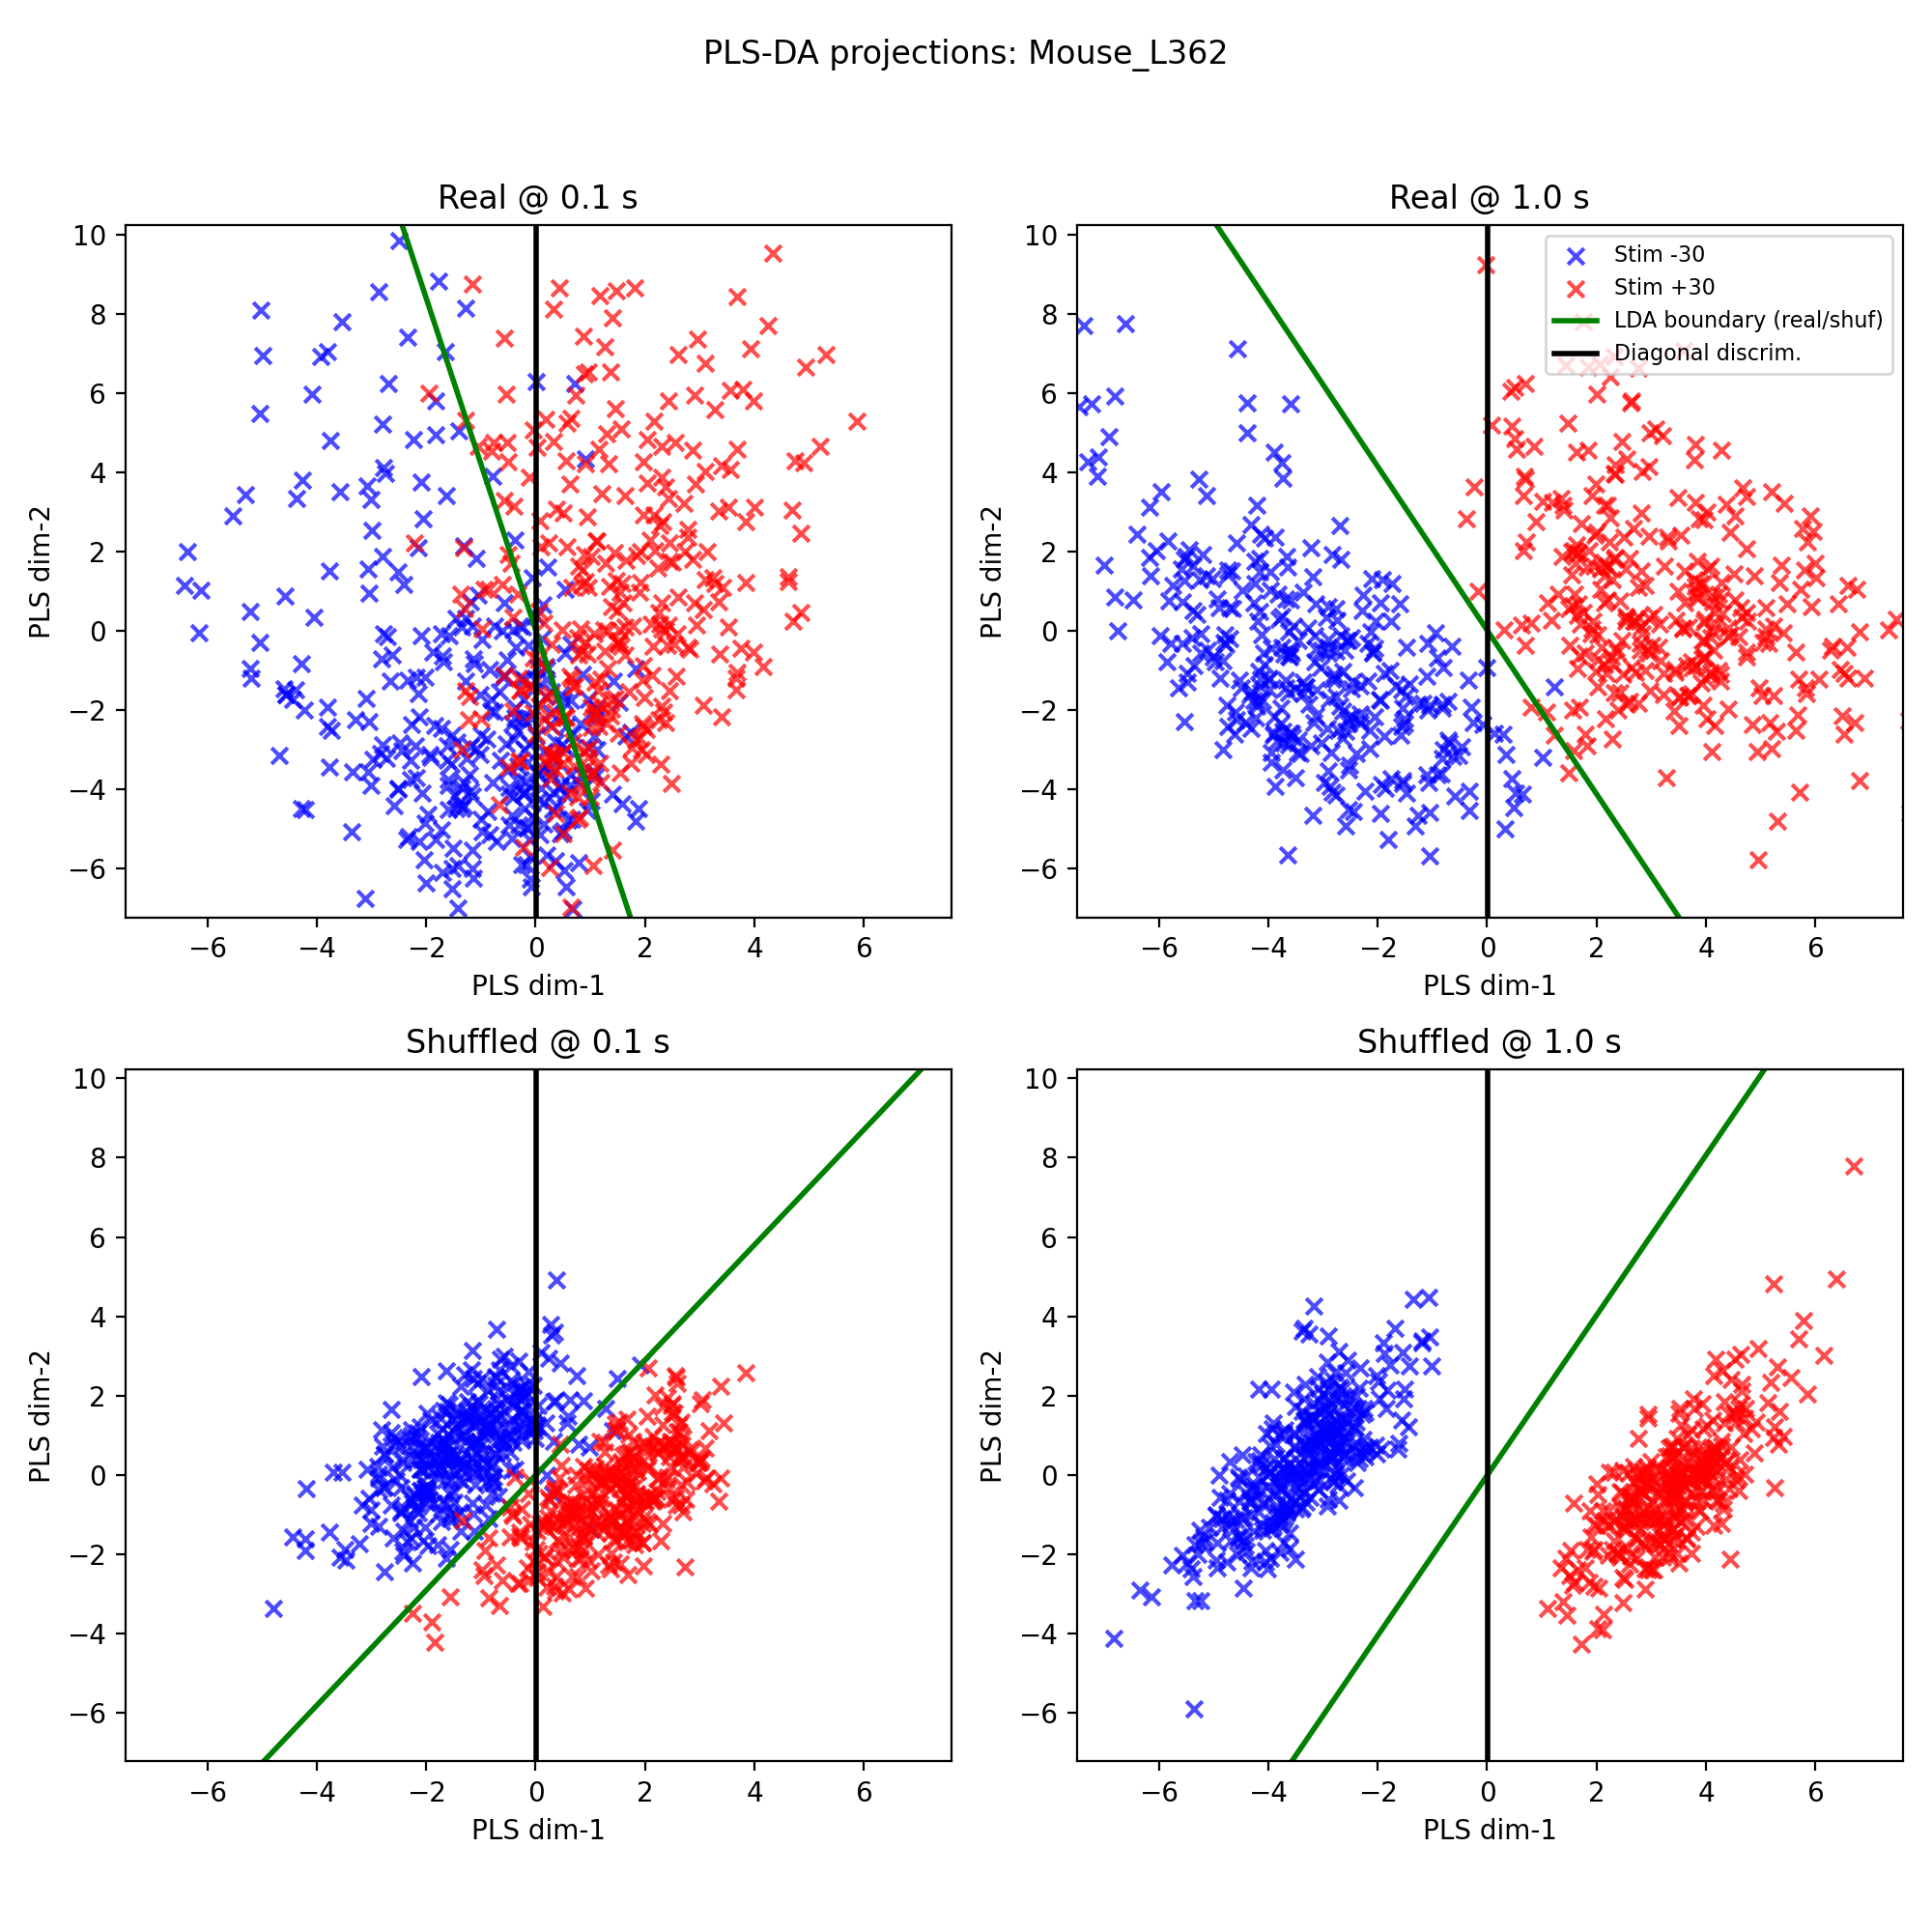 PLS-DA projections: Mouse_L362
Real @ 0.1 s
Real @ 1.0 s
10
8
6
4
2
0
−2
−4
−6
PLS dim-2
−6 −4 −2 0 2 4 6
PLS dim-1
10
8
6
4
2
0
−2
−4
−6
PLS dim-2
Stim -30
Stim +30
LDA boundary (real/shuf)
Diagonal discrim.
−6 −4 −2 0 2 4 6
PLS dim-1
Shuffled @ 0.1 s
Shuffled @ 1.0 s
10
8
6
4
2
0
−2
−4
−6
PLS dim-2
−6 −4 −2 0 2 4 6
PLS dim-1
10
8
6
4
2
0
−2
−4
−6
PLS dim-2
−6 −4 −2 0 2 4 6
PLS dim-1